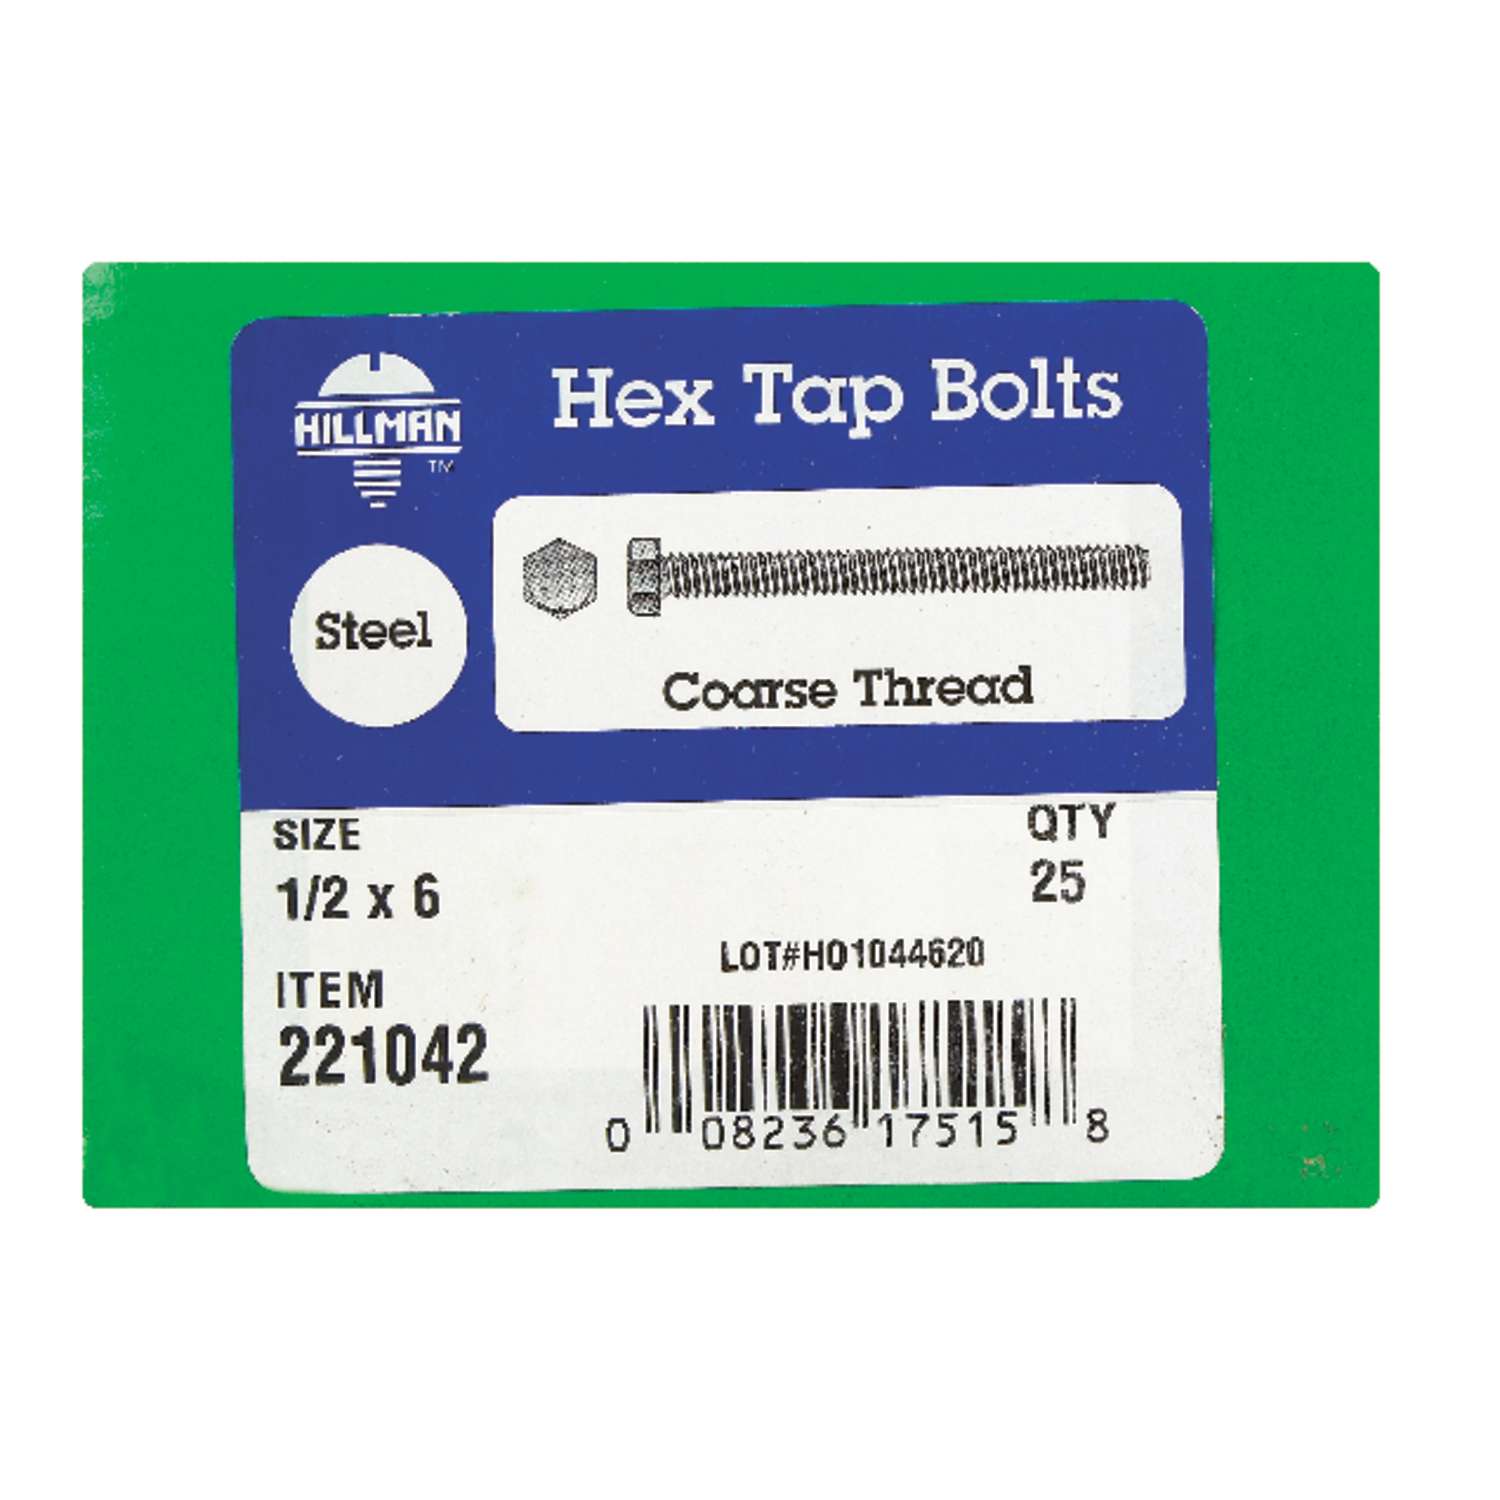 HILLMAN
TM
Hex Tap Bolts
Steel
Coarse Thread
SIZE
1/2 x 6
QTY
25
LOT#H01044620
ITEM
221042
0 08236 17515 8